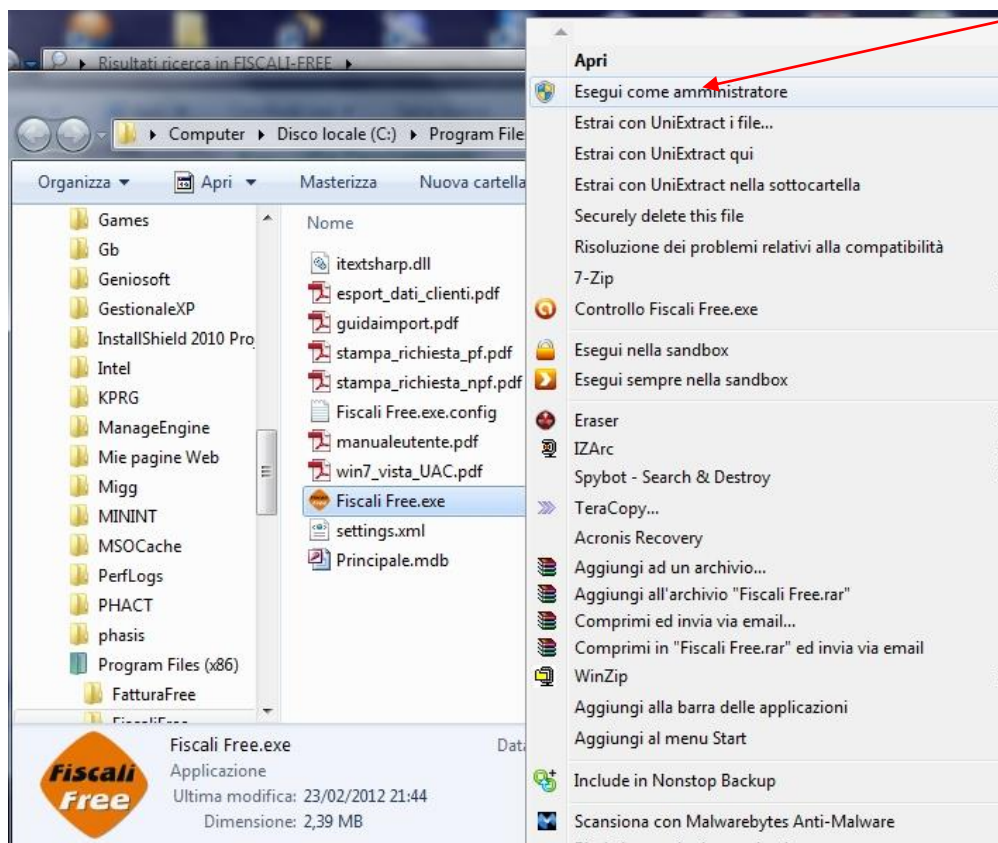 Risultati ricerca in FISCALI-FREE
Computer Disco locale (C:) Program File
Organizza Apri Masterizza Nuova cartella
Games
Gb
Geniosoft
GestionaleXP
InstallShield 2010 Pro
Intel
KPRG
ManageEngine
Mie pagine Web
Migg
MININT
MSOCache
PerfLogs
PHACT
phasis
Program Files (x86)
FatturaFree
FiscaliFree
Nome
itextsharp.dll
esport_dati_clienti.pdf
guidaimport.pdf
stampa_richiesta_pf.pdf
stampa_richiesta_npf.pdf
Fiscali Free.exe.config
manualeutente.pdf
win7_vista_UAC.pdf
Fiscali Free.exe
settings.xml
Principale.mdb
Fiscali Free
Fiscali Free.exe Data
Applicazione
Ultima modifica: 23/02/2012 21:44
Dimensione: 2,39 MB
Apri
Esegui come amministratore
Estrai con UniExtract i file...
Estrai con UniExtract qui
Estrai con UniExtract nella sottocartella
Securely delete this file
Risoluzione dei problemi relativi alla compatibilità
7-Zip
Controllo Fiscali Free.exe
Esegui nella sandbox
Esegui sempre nella sandbox
Eraser
IZArc
Spybot - Search & Destroy
TeraCopy...
Acronis Recovery
Aggiungi ad un archivio...
Aggiungi all'archivio "Fiscali Free.rar"
Comprimi ed invia via email...
Comprimi in "Fiscali Free.rar" ed invia via email
WinZip
Aggiungi alla barra delle applicazioni
Aggiungi al menu Start
Include in Nonstop Backup
Scansiona con Malwarebytes Anti-Malware